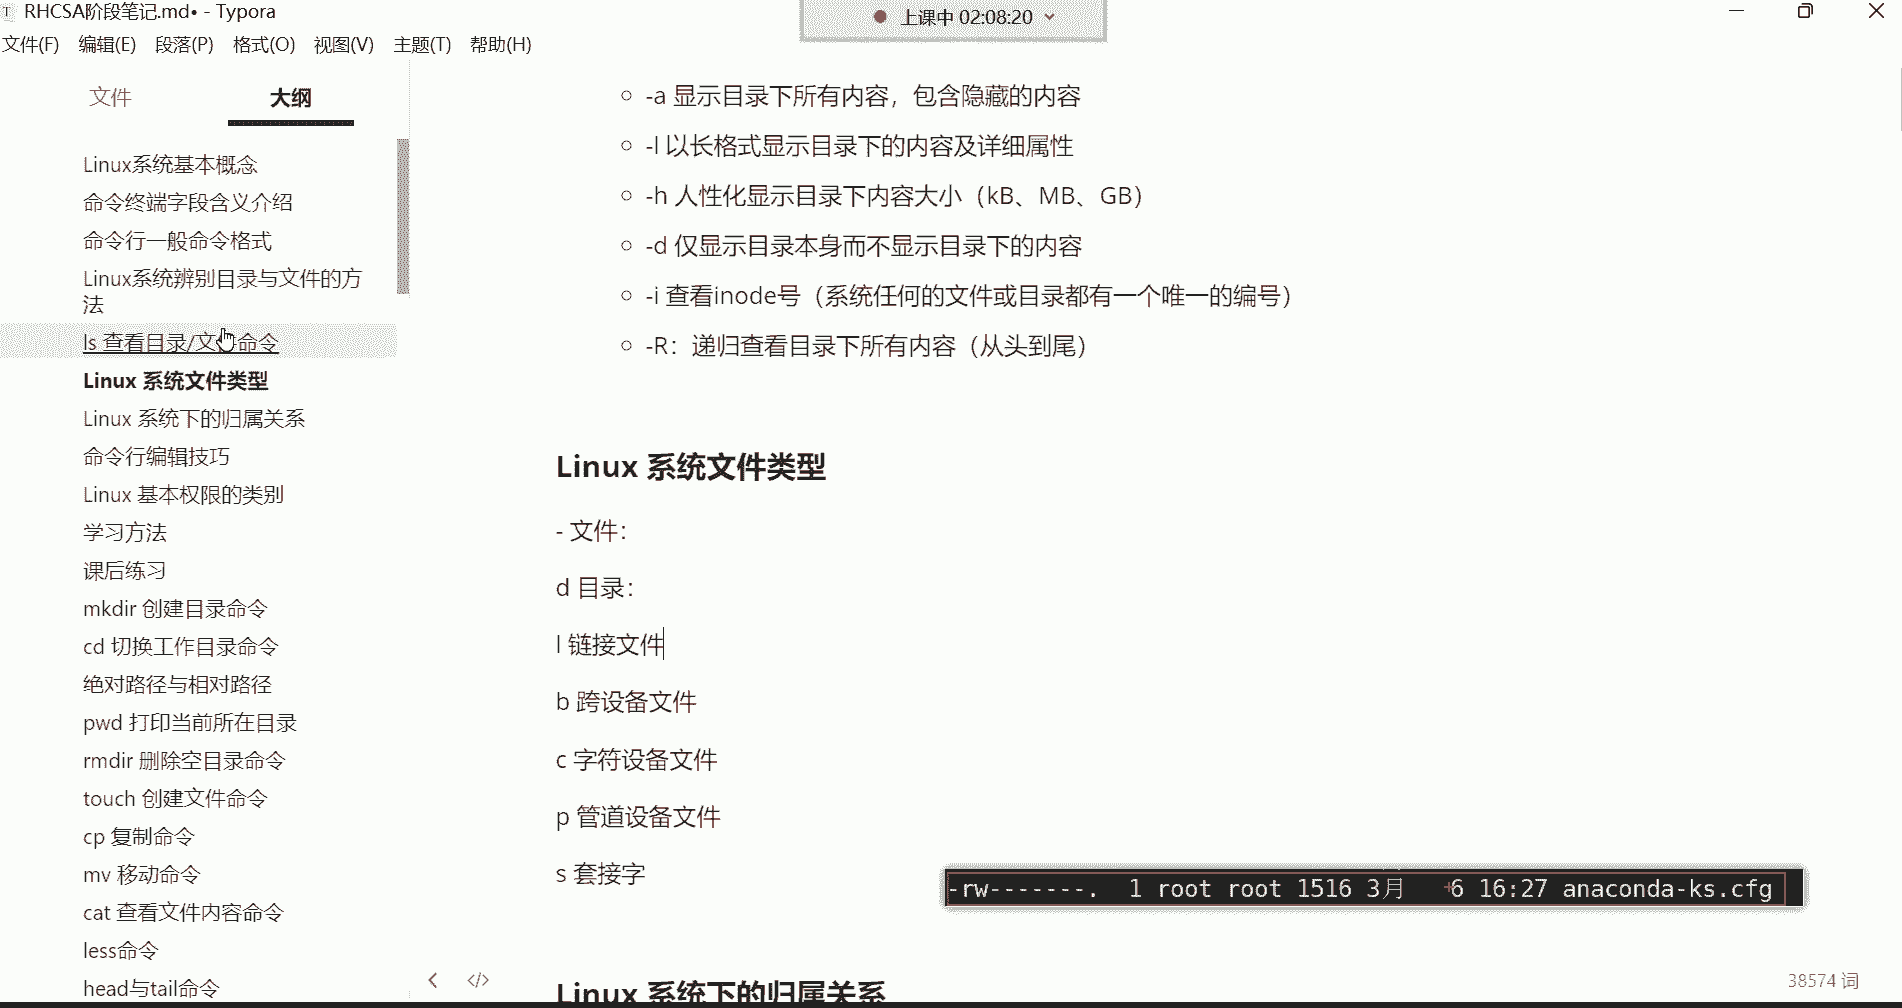 RHCSA阶段笔记.md• - Typora
上课中 02:08:20
文件(F) 编辑(E) 段落(P) 格式(O) 视图(V) 主题(T) 帮助(H)
文件 大纲
Linux系统基本概念
命令终端字段含义介绍
命令行一般命令格式
Linux系统辨别目录与文件的方
法
ls 查看目录/文件命令
Linux 系统文件类型
Linux 系统下的归属关系
命令行编辑技巧
Linux 基本权限的类别
学习方法
课后练习
mkdir 创建目录命令
cd 切换工作目录命令
绝对路径与相对路径
pwd 打印当前所在目录
rmdir 删除空目录命令
touch 创建文件命令
cp 复制命令
mv 移动命令
cat 查看文件内容命令
less命令
head与tail命令
-a 显示目录下所有内容，包含隐藏的内容
-l 以长格式显示目录下的内容及详细属性
-h 人性化显示目录下内容大小（kB、MB、GB）
-d 仅显示目录本身而不显示目录下的内容
-i 查看inode号（系统任何的文件或目录都有一个唯一的编号）
-R：递归查看目录下所有内容（从头到尾）
Linux 系统文件类型
- 文件：
d 目录：
l 链接文件
b 跨设备文件
c 字符设备文件
p 管道设备文件
s 套接字
-rw-------. 1 root root 1516 3月 6 16:27 anaconda-ks.cfg
Linux 系统下的归属关系
38574 词